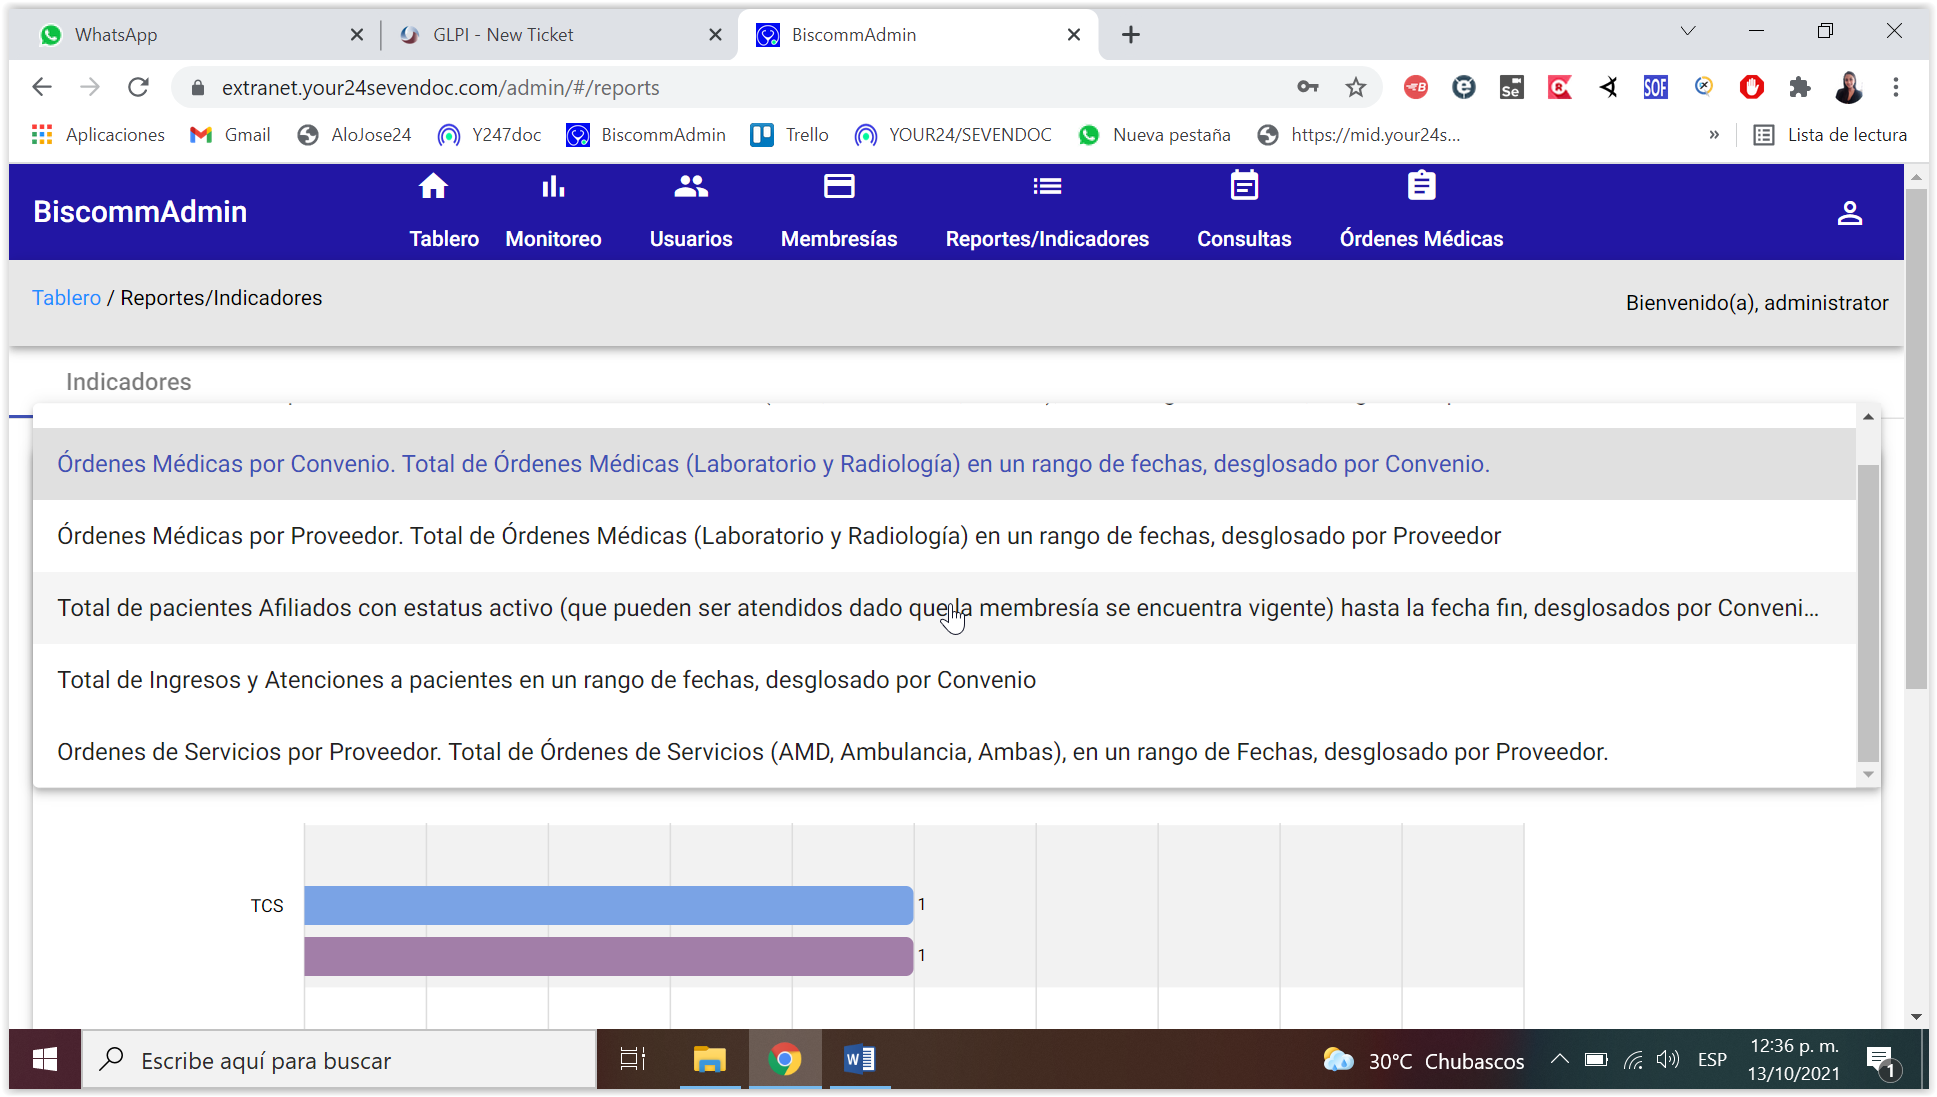 WhatsApp
GLPI - New Ticket
BiscommAdmin
extranet.your24sevendoc.com/admin/#/reports
Se
SOF
Aplicaciones
Gmail
AloJose24
Y247doc
BiscommAdmin
Trello
YOUR24/SEVENDOC
Nueva pestaña
https://mid.your24s...
»
Lista de lectura
BiscommAdmin
Tablero
Monitoreo
Usuarios
Membresías
Reportes/Indicadores
Consultas
Órdenes Médicas
Tablero / Reportes/Indicadores
Bienvenido(a), administrator
Indicadores
Órdenes Médicas por Convenio. Total de Órdenes Médicas (Laboratorio y Radiología) en un rango de fechas, desglosado por Convenio.
Órdenes Médicas por Proveedor. Total de Órdenes Médicas (Laboratorio y Radiología) en un rango de fechas, desglosado por Proveedor
Total de pacientes Afiliados con estatus activo (que pueden ser atendidos dado que la membresía se encuentra vigente) hasta la fecha fin, desglosados por Conveni...
Total de Ingresos y Atenciones a pacientes en un rango de fechas, desglosado por Convenio
Ordenes de Servicios por Proveedor. Total de Órdenes de Servicios (AMD, Ambulancia, Ambas), en un rango de Fechas, desglosado por Proveedor.
TCS
1
1
Escribe aquí para buscar
30°C Chubascos
ESP
12:36 p. m.
13/10/2021
1